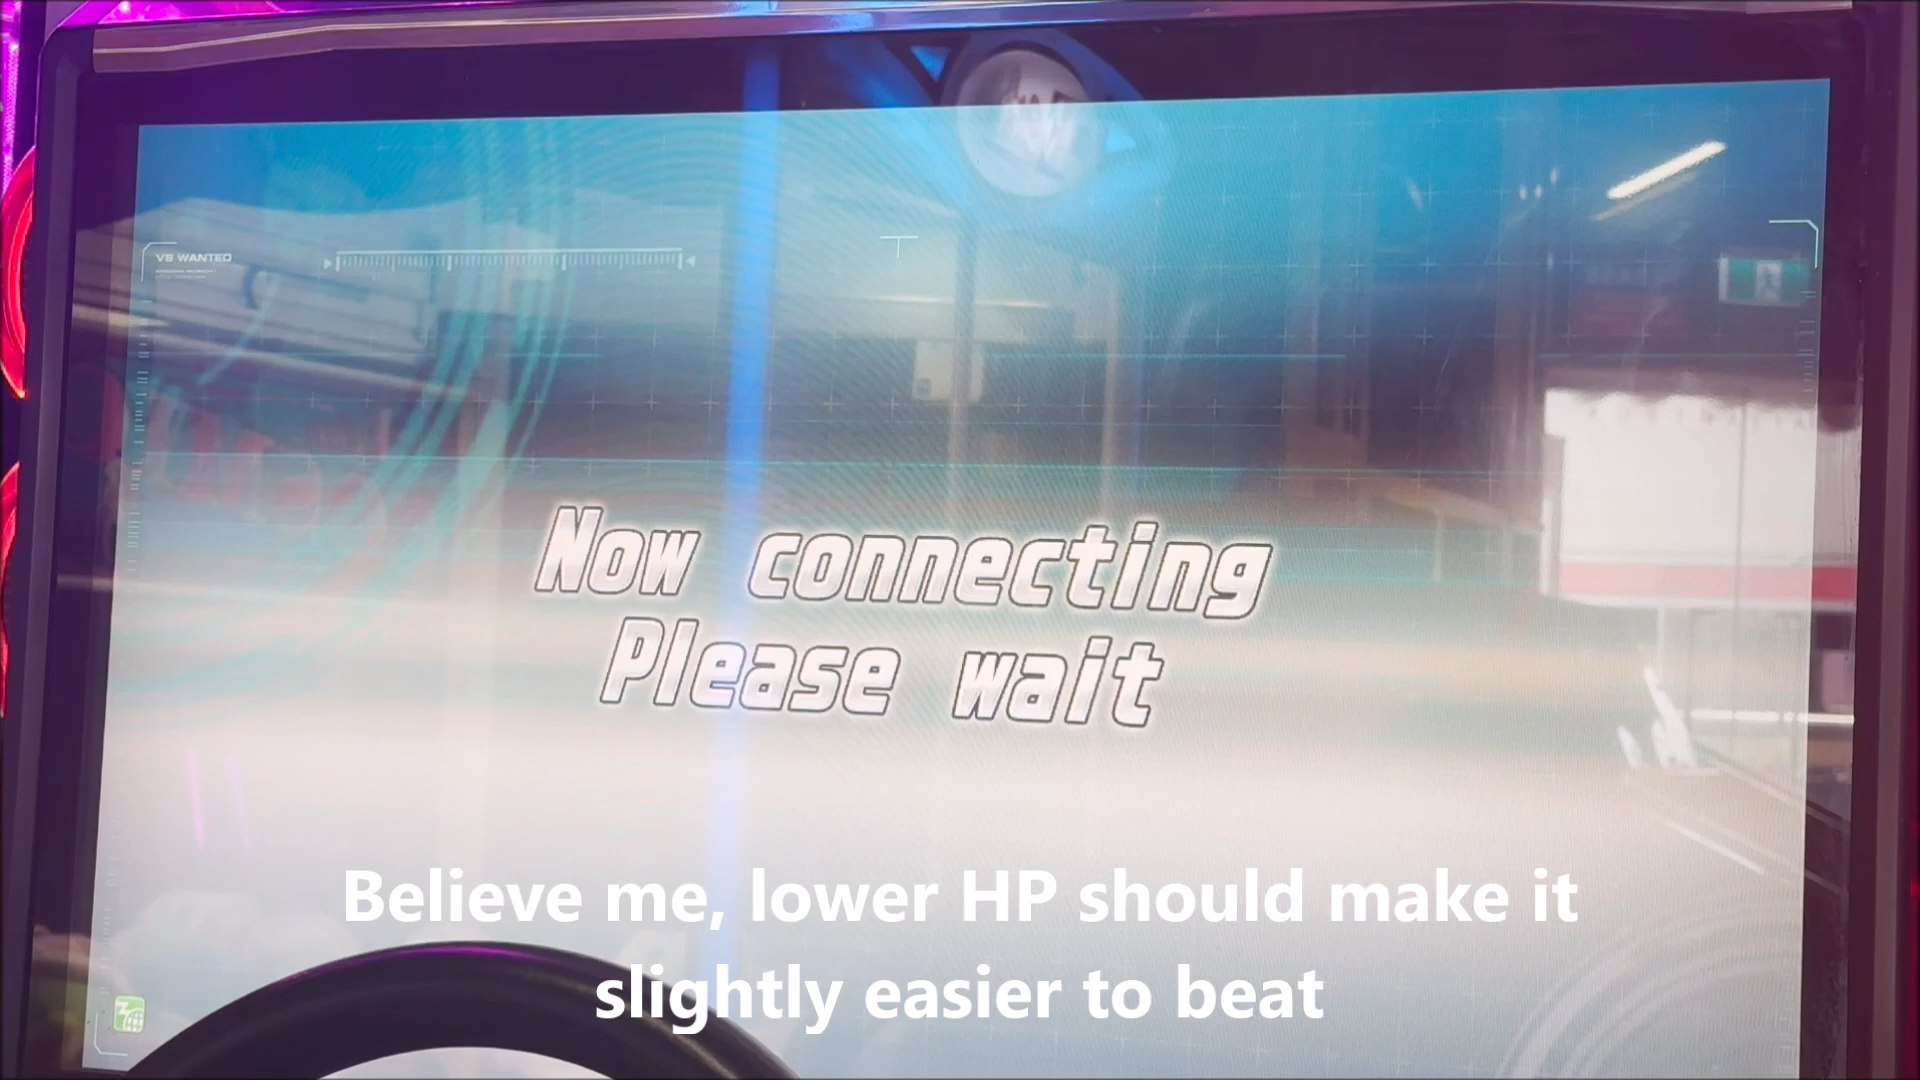 VS WANTED
Now connecting
Please wait
Believe me, lower HP should make it
slightly easier to beat